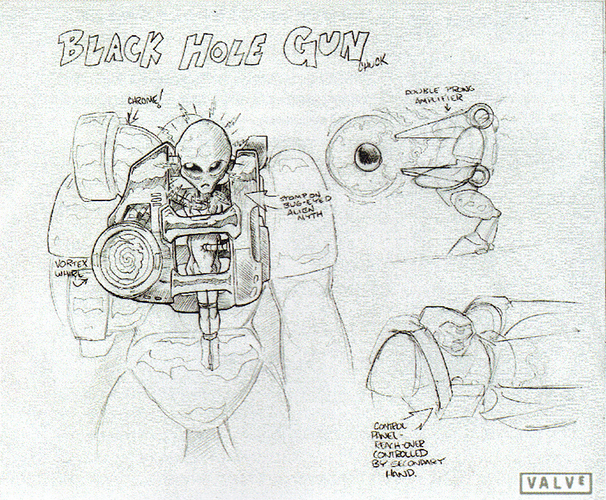 BLACK HOLE GUN
CHUCK
CHROME!
DOUBLE PRONG
AMPLIFIER
STOMP ON
BUG-EYED
ALIEN
MYTH
VORTEX
WHIRL
CONTROL
PANEL-
REACH-OVER
CONTROLLED
BY SECONDARY
HAND.
VALVE